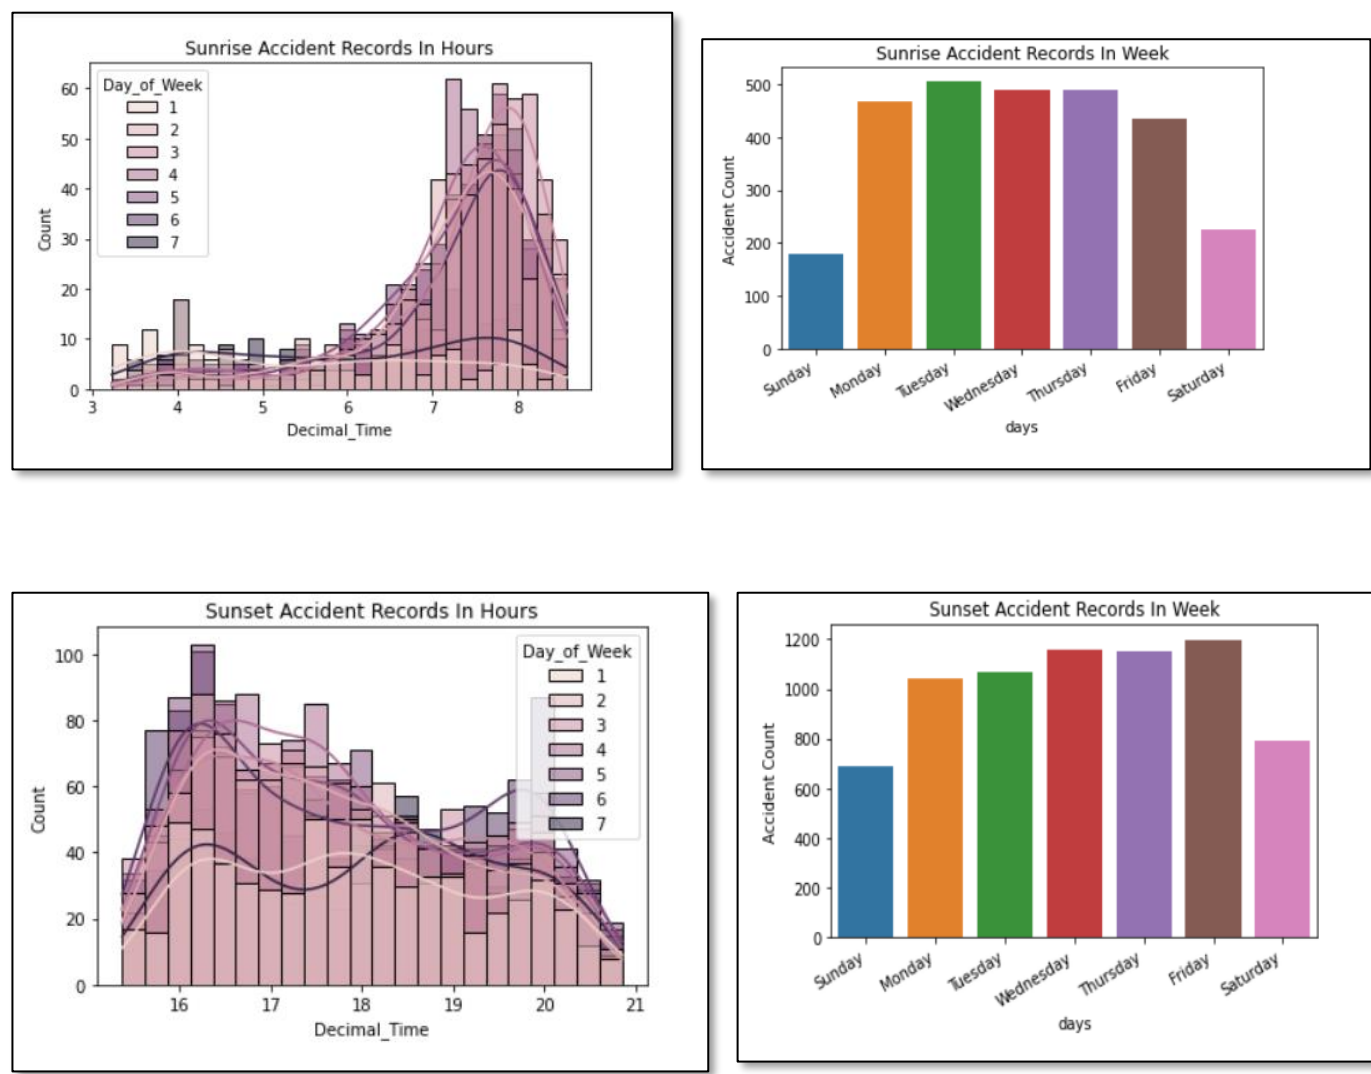 Sunrise Accident Records In Hours
Count
60
50
40
30
20
10
0
Day_of_Week
1
2
3
4
5
6
7
3 4 5 6 7 8
Decimal_Time
Sunrise Accident Records In Week
Accident Count
500
400
300
200
100
0
Sunday Monday Tuesday Wednesday Thursday Friday Saturday
days
Sunset Accident Records In Hours
Count
100
80
60
40
20
0
Day_of_Week
1
2
3
4
5
6
7
16 17 18 19 20 21
Decimal_Time
Sunset Accident Records In Week
Accident Count
1200
1000
800
600
400
200
0
Sunday Monday Tuesday Wednesday Thursday Friday Saturday
days